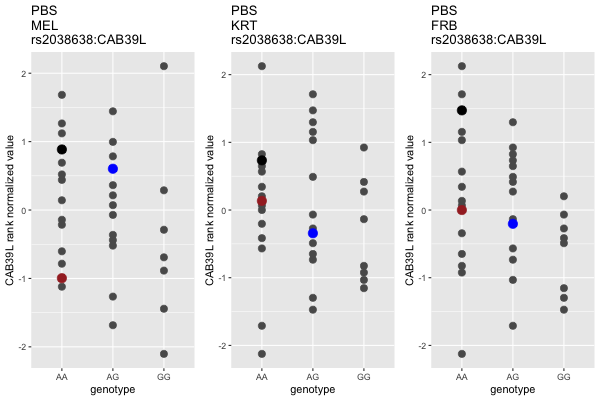 PBS
MEL
rs2038638:CAB39L
CAB39L rank normalized value
2
1
0
-1
-2
AA
AG
GG
genotype
PBS
KRT
rs2038638:CAB39L
CAB39L rank normalized value
2
1
0
-1
-2
AA
AG
GG
genotype
PBS
FRB
rs2038638:CAB39L
CAB39L rank normalized value
2
1
0
-1
-2
AA
AG
GG
genotype